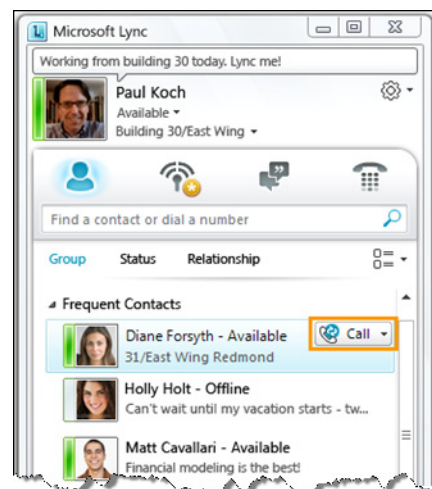 Microsoft Lync
Working from building 30 today. Lync me!
Paul Koch
Available
Building 30/East Wing
Find a contact or dial a number
Group Status Relationship
Frequent Contacts
Diane Forsyth - Available Call
31/East Wing Redmond
Holly Holt - Offline
Can't wait until my vacation starts - tw...
Matt Cavallari - Available
Financial modeling is the best!